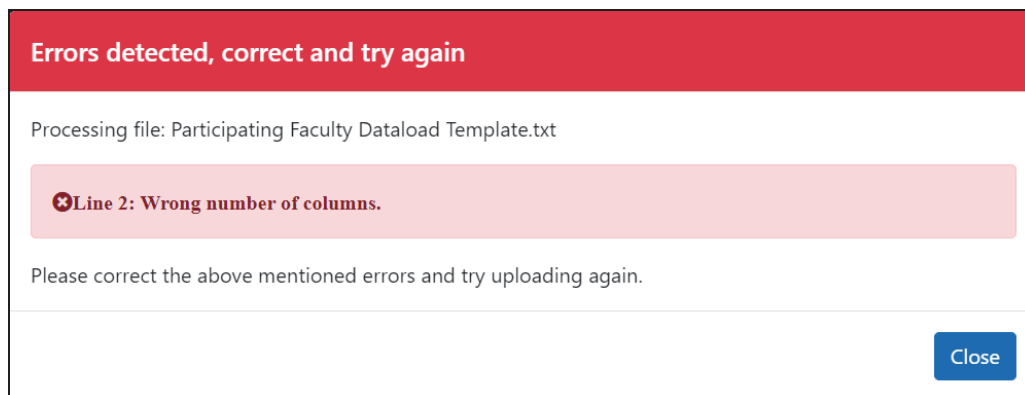 Errors detected, correct and try again
Processing file: Participating Faculty Dataload Template.txt
Line 2: Wrong number of columns.
Please correct the above mentioned errors and try uploading again.
Close